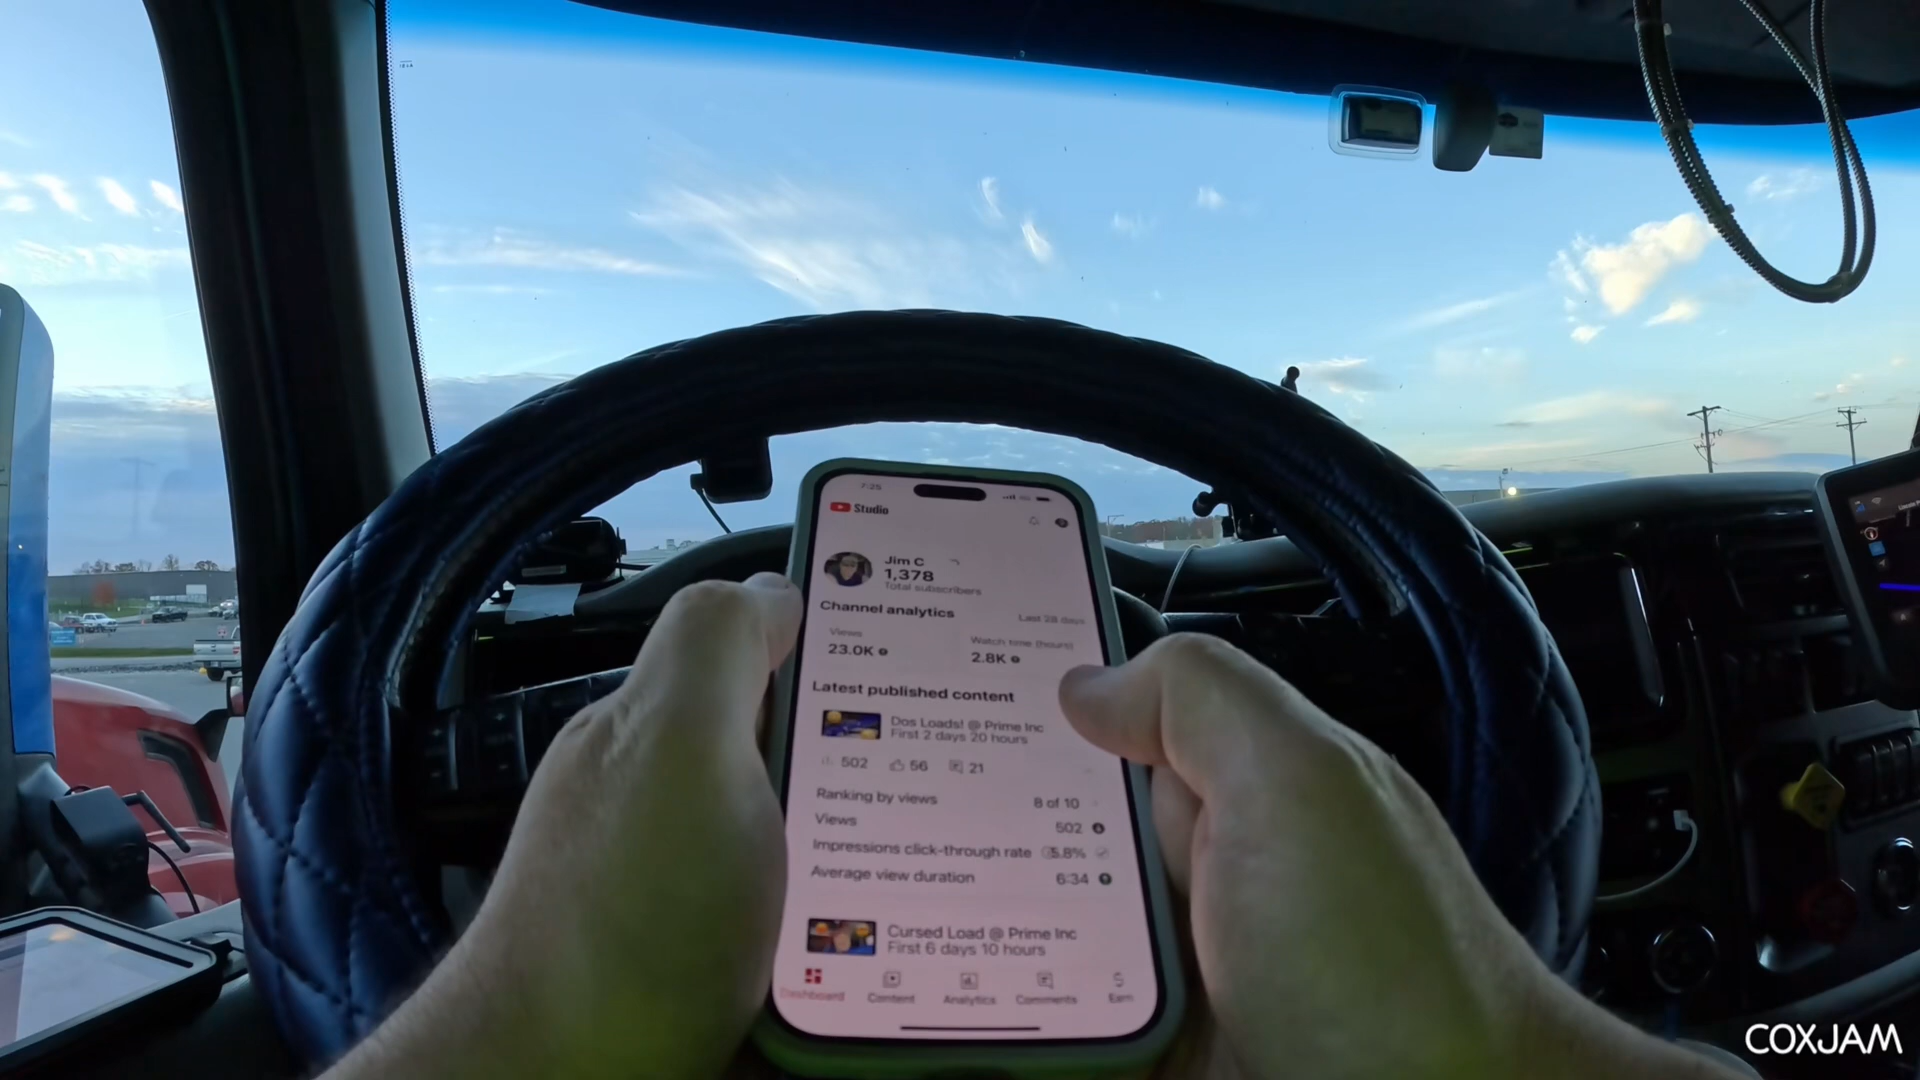 7:25
Studio
Jim C
1,378
Total subscribers
Channel analytics
Last 28 days
Views
Watch time (hours)
23.0K
2.8K
Latest published content
Dos Loads! @ Prime Inc
First 2 days 20 hours
502 56 21
Ranking by views 8 of 10
Views 502
Impressions click-through rate 5.8%
Average view duration 6:34
Cursed Load @ Prime Inc
First 6 days 10 hours
Dashboard Content Analytics Comments Earn
COXJAM